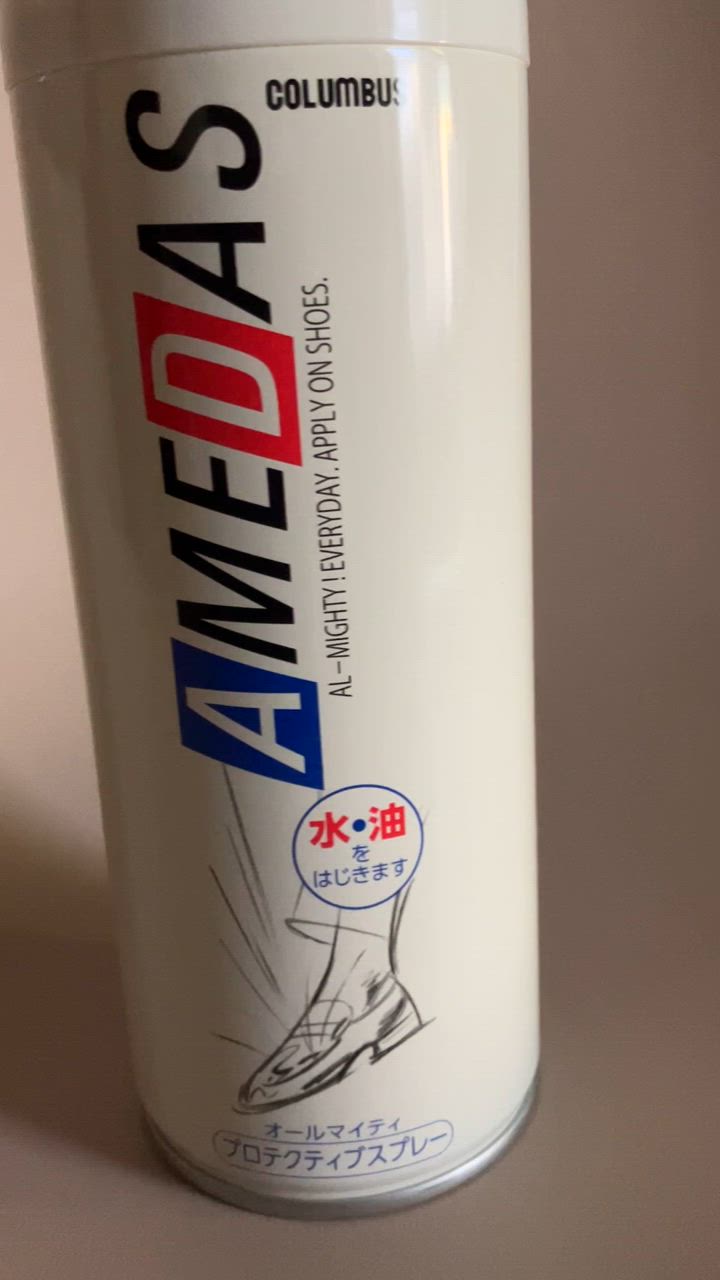 COLUMBUS
AMEDAS
AL-MIGHTY! EVERYDAY. APPLY ON SHOES.
水・油
を
はじきます
オールマイティ
プロテクティブスプレー